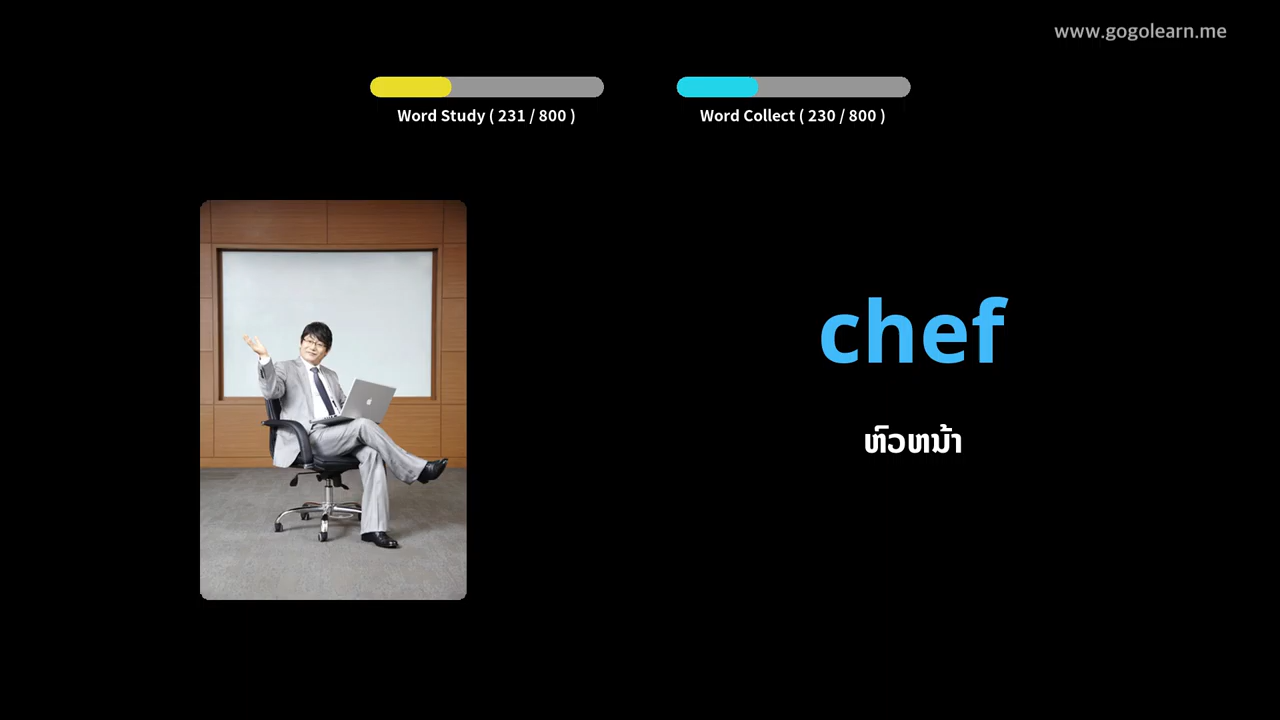 www.gogolearn.me
Word Study ( 231 / 800 )
Word Collect ( 230 / 800 )
chef
ຫົວຫນ້າ